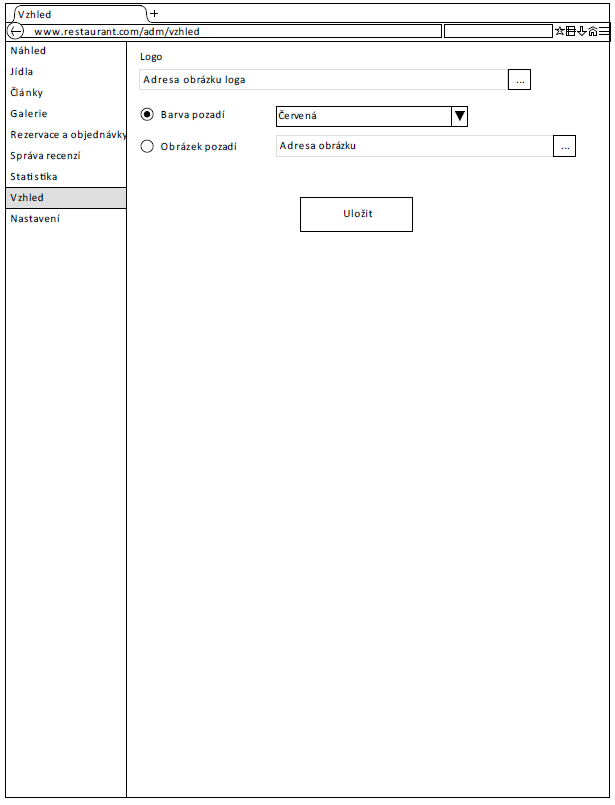 Vzhled
www.restaurant.com/adm/vzhled
Náhled
Jídla
Články
Galerie
Rezervace a objednávky
Správa recenzí
Statistika
Vzhled
Nastavení
Logo
Adresa obrázku loga
...
Barva pozadí
Červená
Obrázek pozadí
Adresa obrázku
...
Uložit